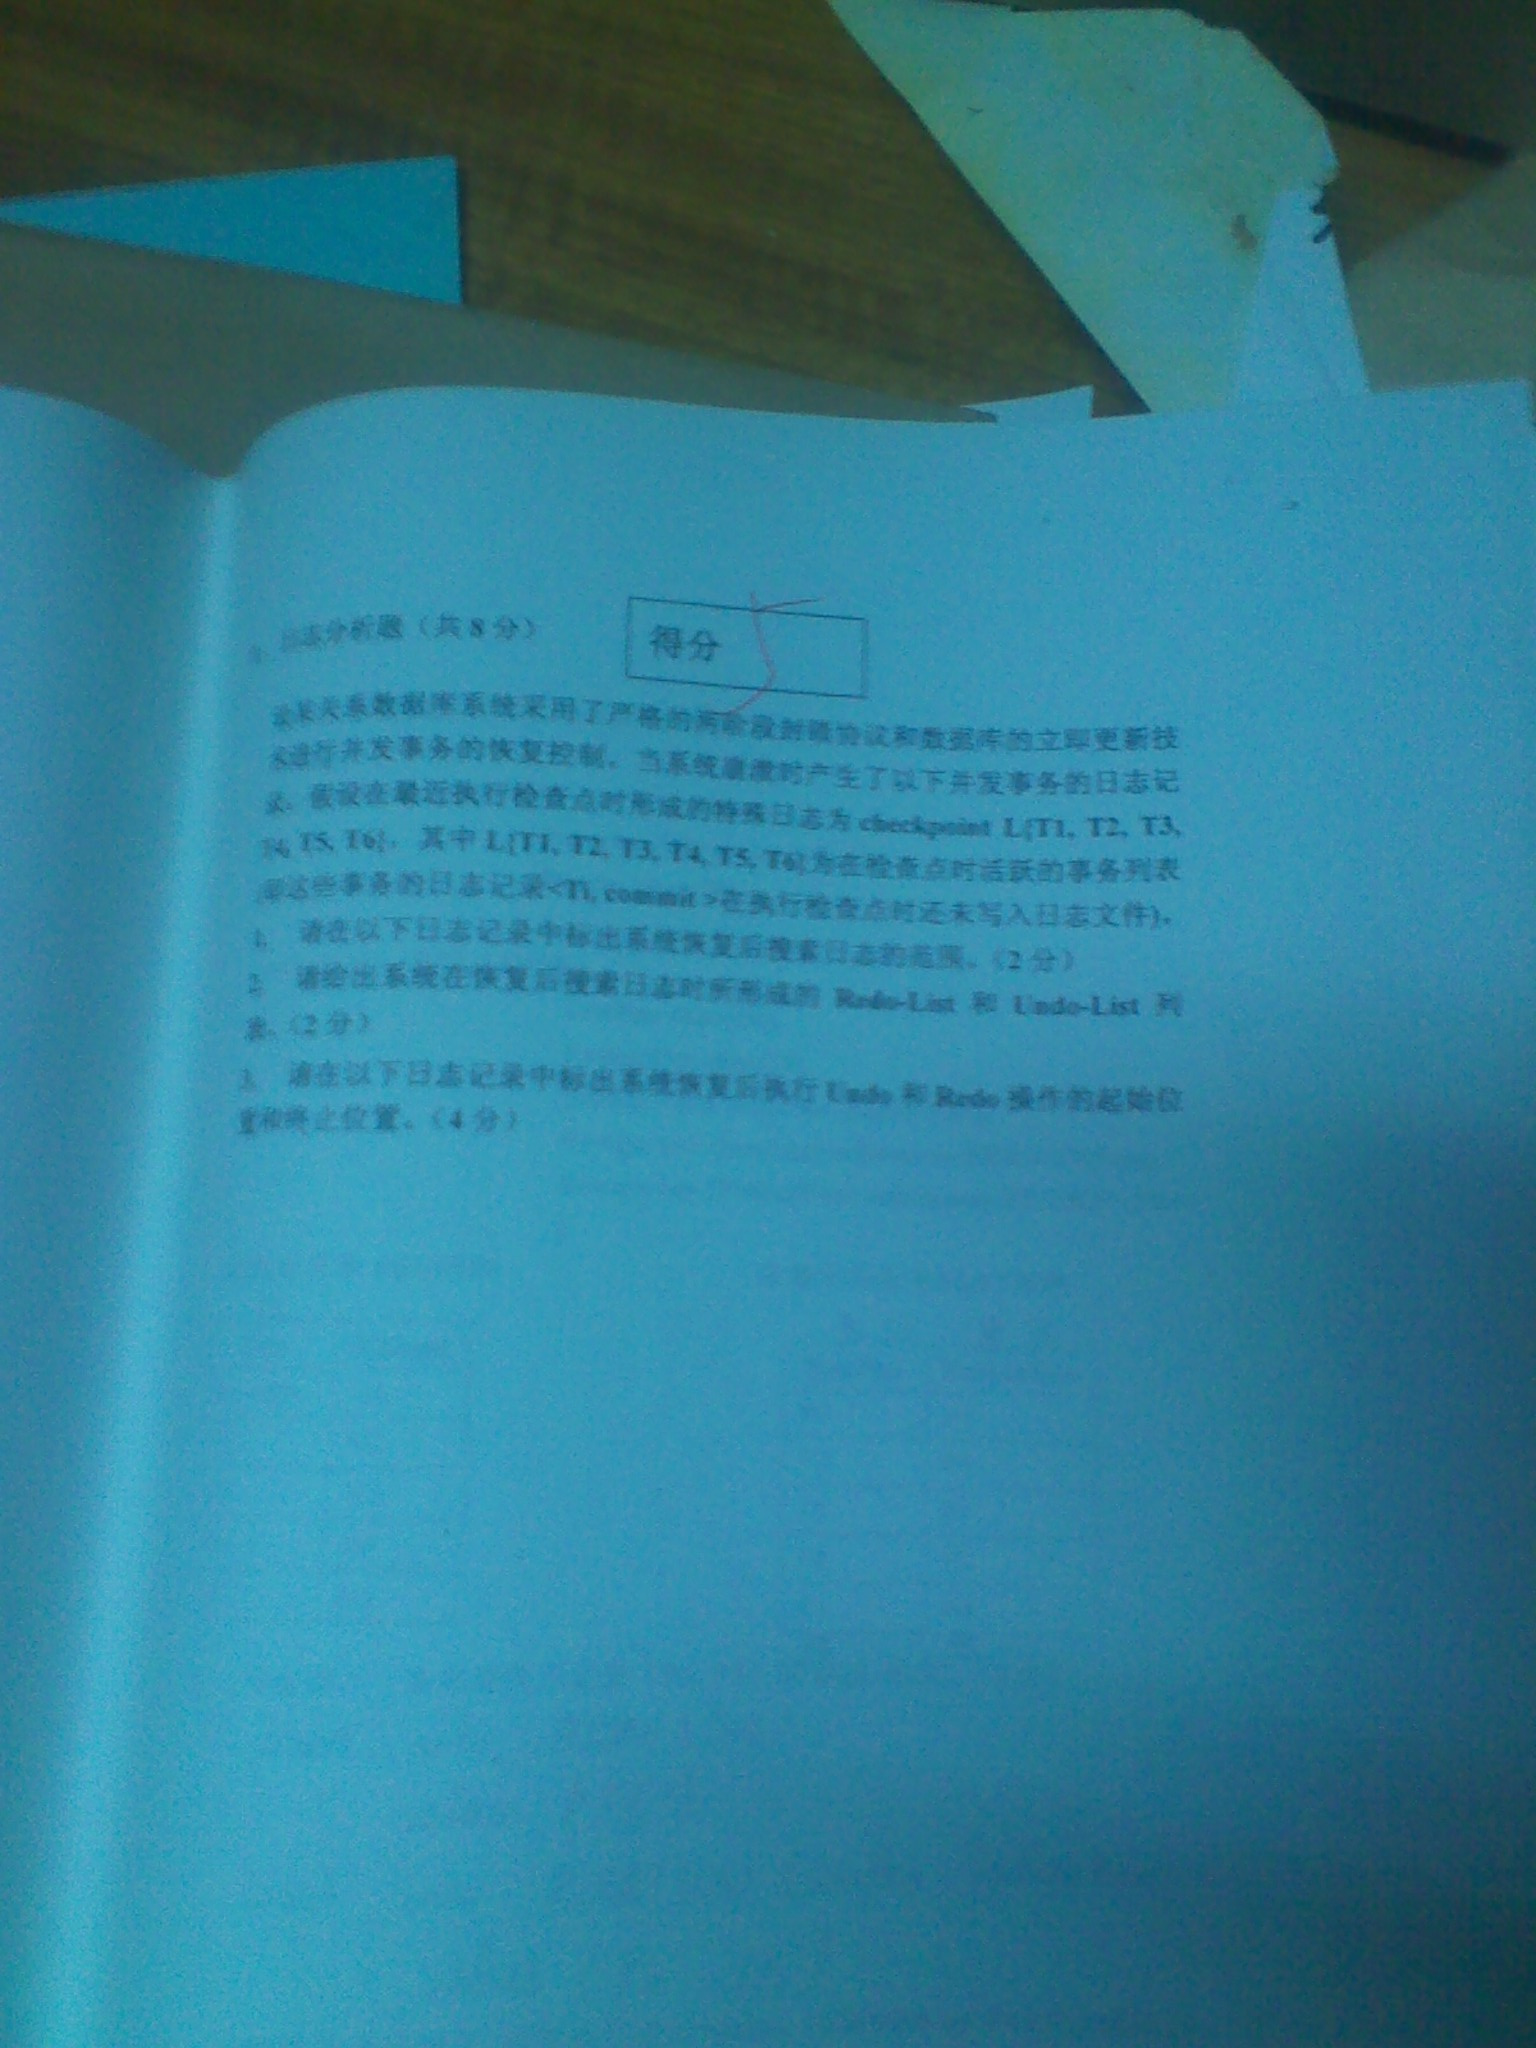 日志分析题（共 8 分）
得分
设某关系数据库系统采用了严格的两阶段封锁协议和数据库的立即更新技
术进行并发事务的恢复控制。当系统崩溃时产生了以下并发事务的日志记
录。假设在最近执行检查点时形成的特殊日志为 checkpoint L{T1, T2, T3,
T4, T5, T6}，其中 L{T1, T2, T3, T4, T5, T6}为在检查点时活跃的事务列表
(即这些事务的日志记录<Ti, commit >在执行检查点时还未写入日志文件)。
1. 请在以下日志记录中标出系统恢复后搜索日志的范围。（2 分）
2. 请给出系统在恢复后搜索日志时所形成的 Redo-List 和 Undo-List 列
表。（2 分）
3. 请在以下日志记录中标出系统恢复后执行 Undo 和 Redo 操作的起始位
置和终止位置。（4 分）